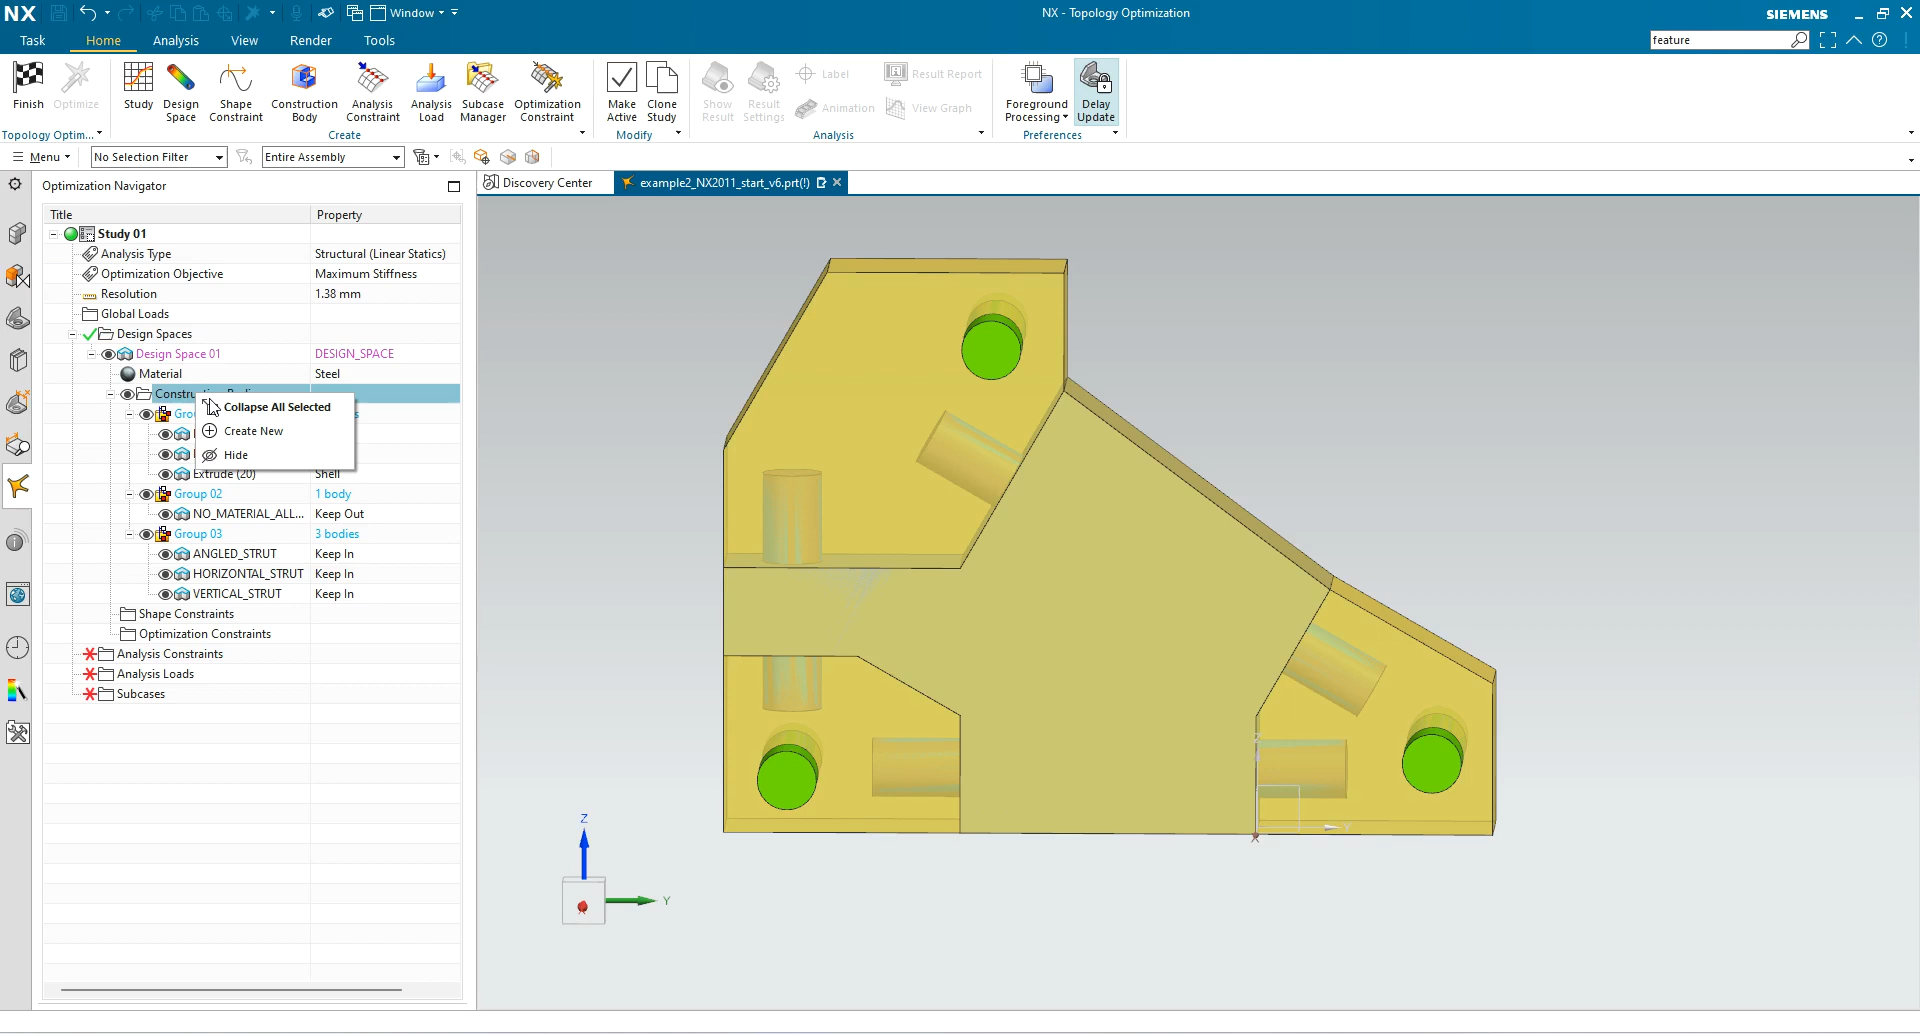 NX
Window
NX - Topology Optimization
SIEMENS
Task
Home
Analysis
View
Render
Tools
feature
Finish
Optimize
Study
Design Space
Shape Constraint
Construction Body
Analysis Constraint
Analysis Load
Subcase Manager
Optimization Constraint
Make Active
Clone Study
Show Result
Result Settings
Label
Animation
Result Report
View Graph
Foreground Processing
Delay Update
Topology Optim...
Create
Modify
Analysis
Preferences
Menu
No Selection Filter
Entire Assembly
Optimization Navigator
Discovery Center
example2_NX2011_start_v6.prt(!)
Title Property
Study 01
Analysis Type Structural (Linear Statics)
Optimization Objective Maximum Stiffness
Resolution 1.38 mm
Global Loads
Design Spaces
Design Space 01 DESIGN_SPACE
Material Steel
Collapse All Selected
Create New
Hide
Extrude (20) Shell
Group 02 1 body
NO_MATERIAL_ALL... Keep Out
Group 03 3 bodies
ANGLED_STRUT Keep In
HORIZONTAL_STRUT Keep In
VERTICAL_STRUT Keep In
Shape Constraints
Optimization Constraints
Analysis Constraints
Analysis Loads
Subcases
Z
Y